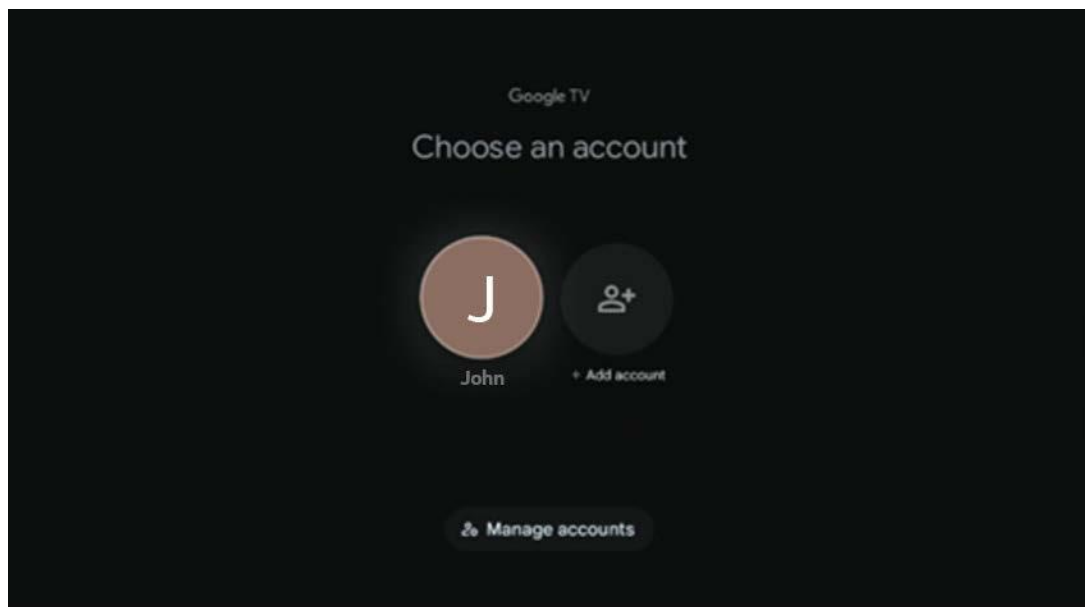 Google TV
Choose an account
J
John
+ Add account
Manage accounts